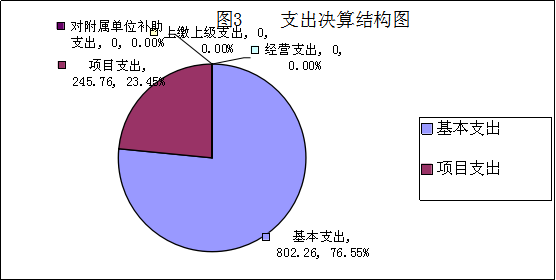 图3 支出决算结构图
对附属单位补助
支出, 0, 0.00%
上缴上级支出, 0,
0.00%
经营支出, 0,
0.00%
项目支出,
245.76, 23.45%
基本支出
项目支出
基本支出,
802.26, 76.55%